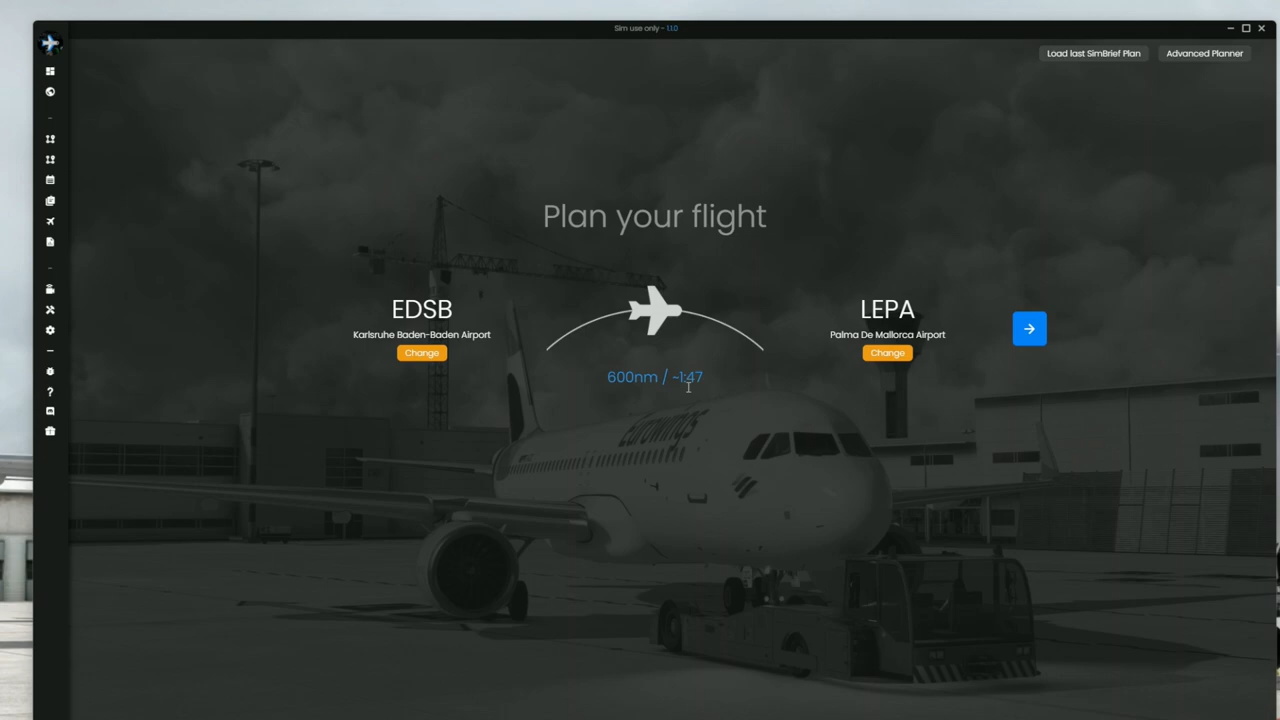 Sim use only - 1.1.0
Load last SimBrief Plan
Advanced Planner
Plan your flight
EDSB
Karlsruhe Baden-Baden Airport
Change
LEPA
Palma De Mallorca Airport
Change
600nm / ~1:47
Eurowings